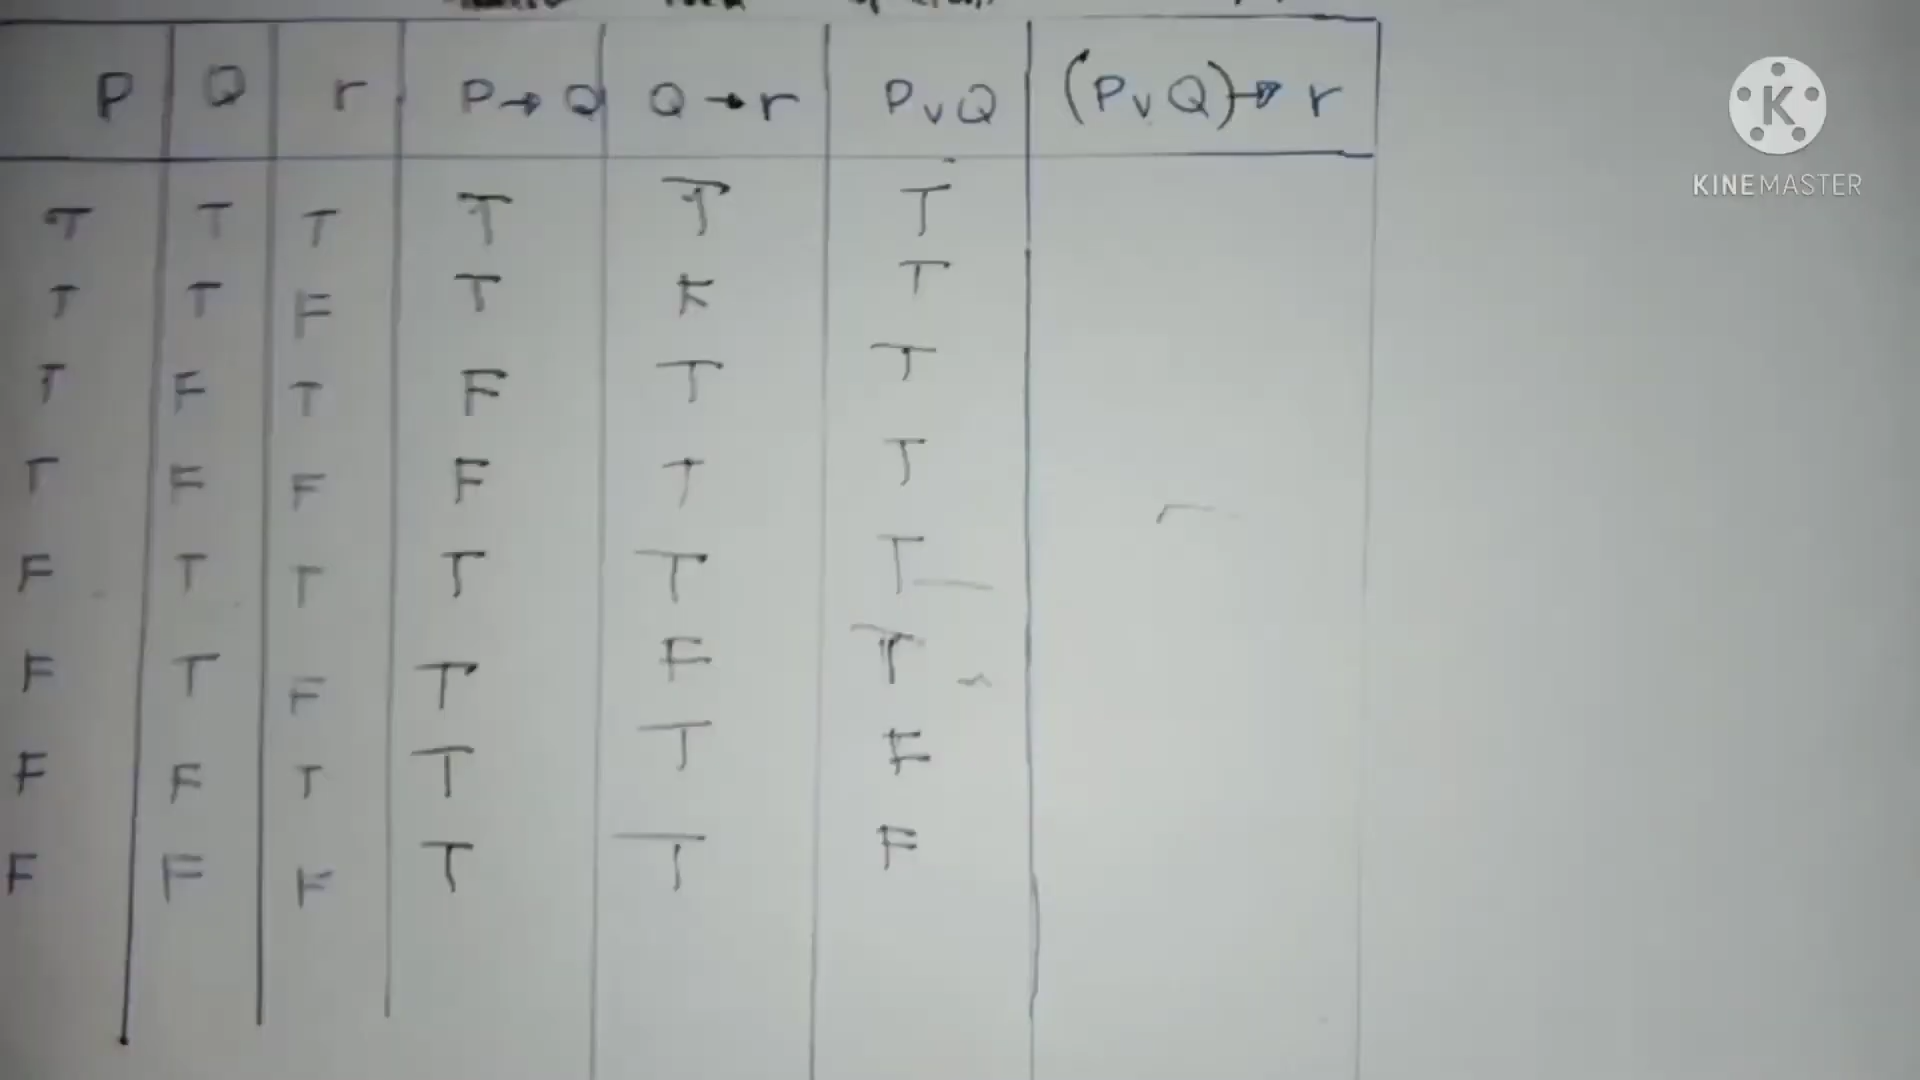 P Q r P → Q Q → r P ∨ Q (P ∨ Q) → r
T T T T T T
T T F T F T
T F T F T T
T F F F T T
F T T T T T
F T F T F T
F F T T T F
F F F T T F
KINEMASTER